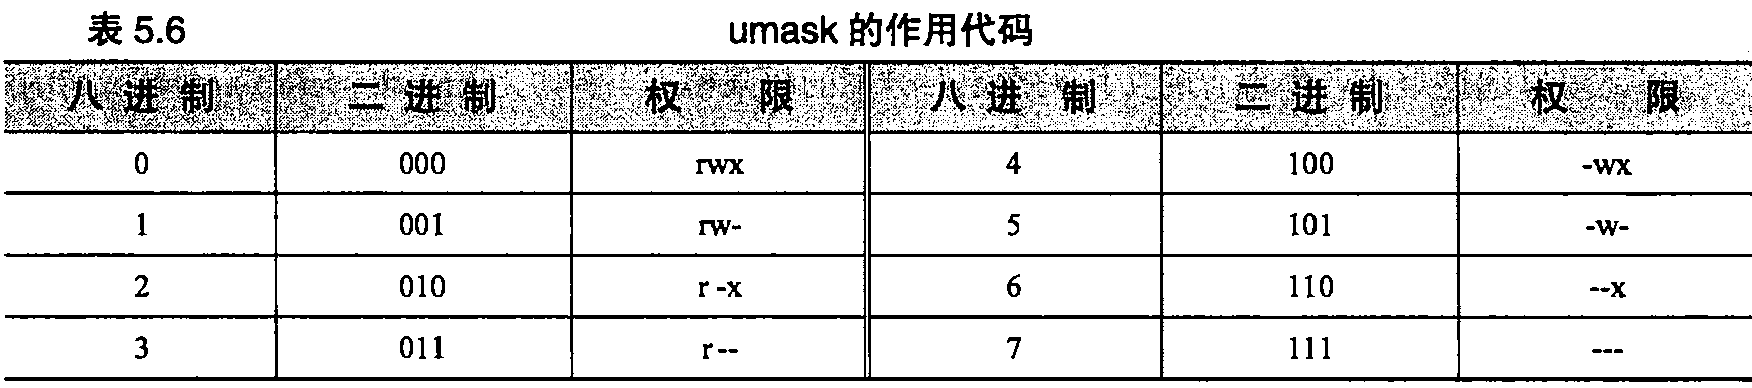 表 5.6 umask 的作用代码
八 进 制 二 进 制 权 限 八 进 制 二 进 制 权 限
0 000 rwx 4 100 -wx
1 001 rw- 5 101 -w-
2 010 r -x 6 110 --x
3 011 r-- 7 111 ---